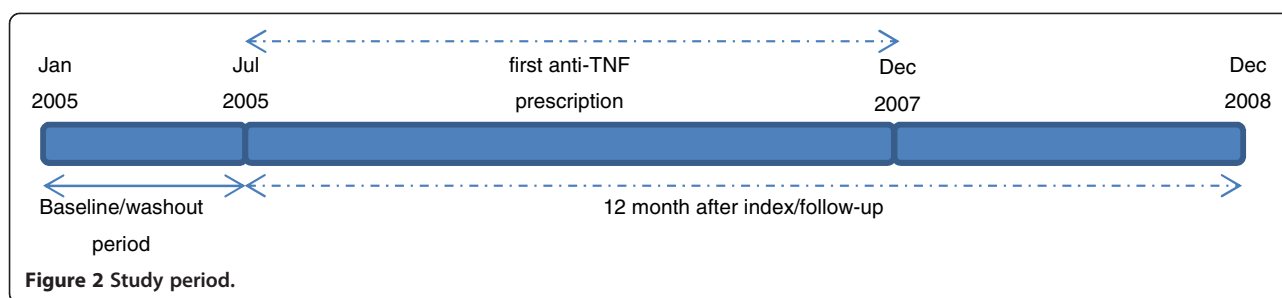 Jan Jul first anti-TNF Dec Dec
2005 2005 prescription 2007 2008
Baseline/washout 12 month after index/follow-up
period
Figure 2 Study period.